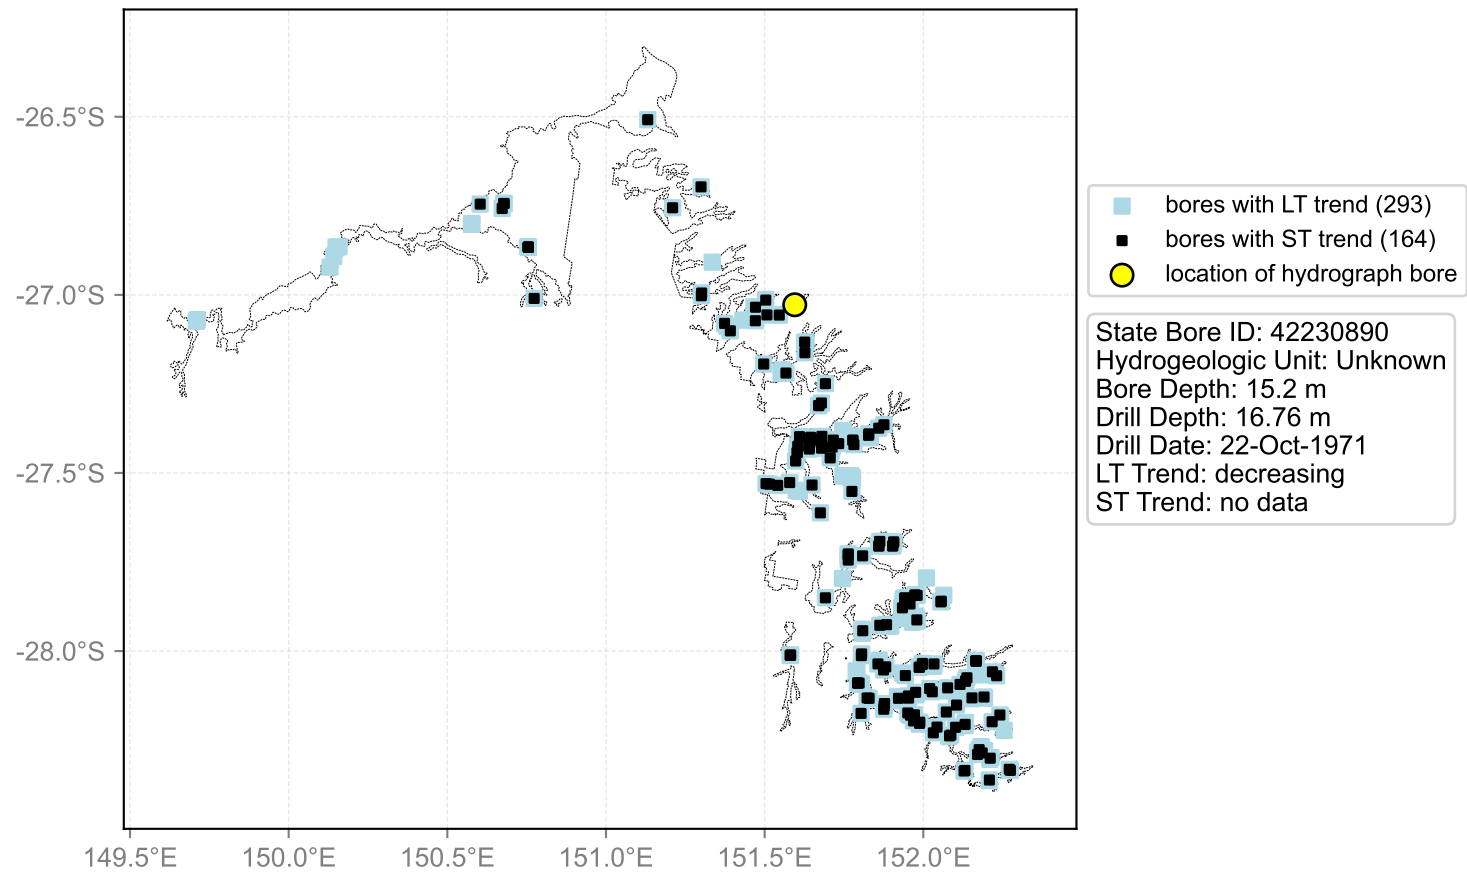 -26.5°S
-27.0°S
-27.5°S
-28.0°S
149.5°E
150.0°E
150.5°E
151.0°E
151.5°E
152.0°E
bores with LT trend (293)
bores with ST trend (164)
location of hydrograph bore
State Bore ID: 42230890
Hydrogeologic Unit: Unknown
Bore Depth: 15.2 m
Drill Depth: 16.76 m
Drill Date: 22-Oct-1971
LT Trend: decreasing
ST Trend: no data